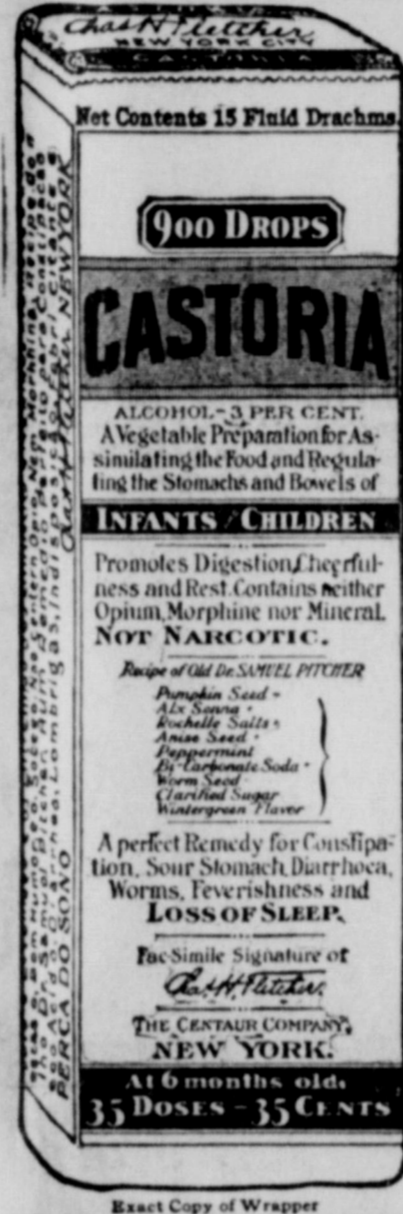 Chas H Fletcher
NEW YORK CITY
CASTORIA
Net Contents 15 Fluid Drachms
900 DROPS
CASTORIA
ALCOHOL-3 PER CENT.
A Vegetable Preparation for As-
similating the Food and Regula-
ting the Stomachs and Bowels of
INFANTS / CHILDREN
Promotes Digestion, Cheerful-
ness and Rest. Contains neither
Opium, Morphine nor Mineral.
NOT NARCOTIC.
Recipe of Old Dr. SAMUEL PITCHER
Pumpkin Seed -
Alx Senna -
Rochelle Salts -
Anise Seed -
Peppermint
Bi-Carbonate Soda -
Worm Seed -
Clarified Sugar
Wintergreen Flavor
A perfect Remedy for Constipa-
tion, Sour Stomach, Diarrhoea,
Worms, Feverishness and
LOSS OF SLEEP.
Fac Simile Signature of
Chas. H. Fletcher.
THE CENTAUR COMPANY,
NEW YORK.
At 6 months old.
35 DOSES - 35 CENTS
Exact Copy of Wrapper
Chas H Fletcher NEW YORK
PERCA DO SONO